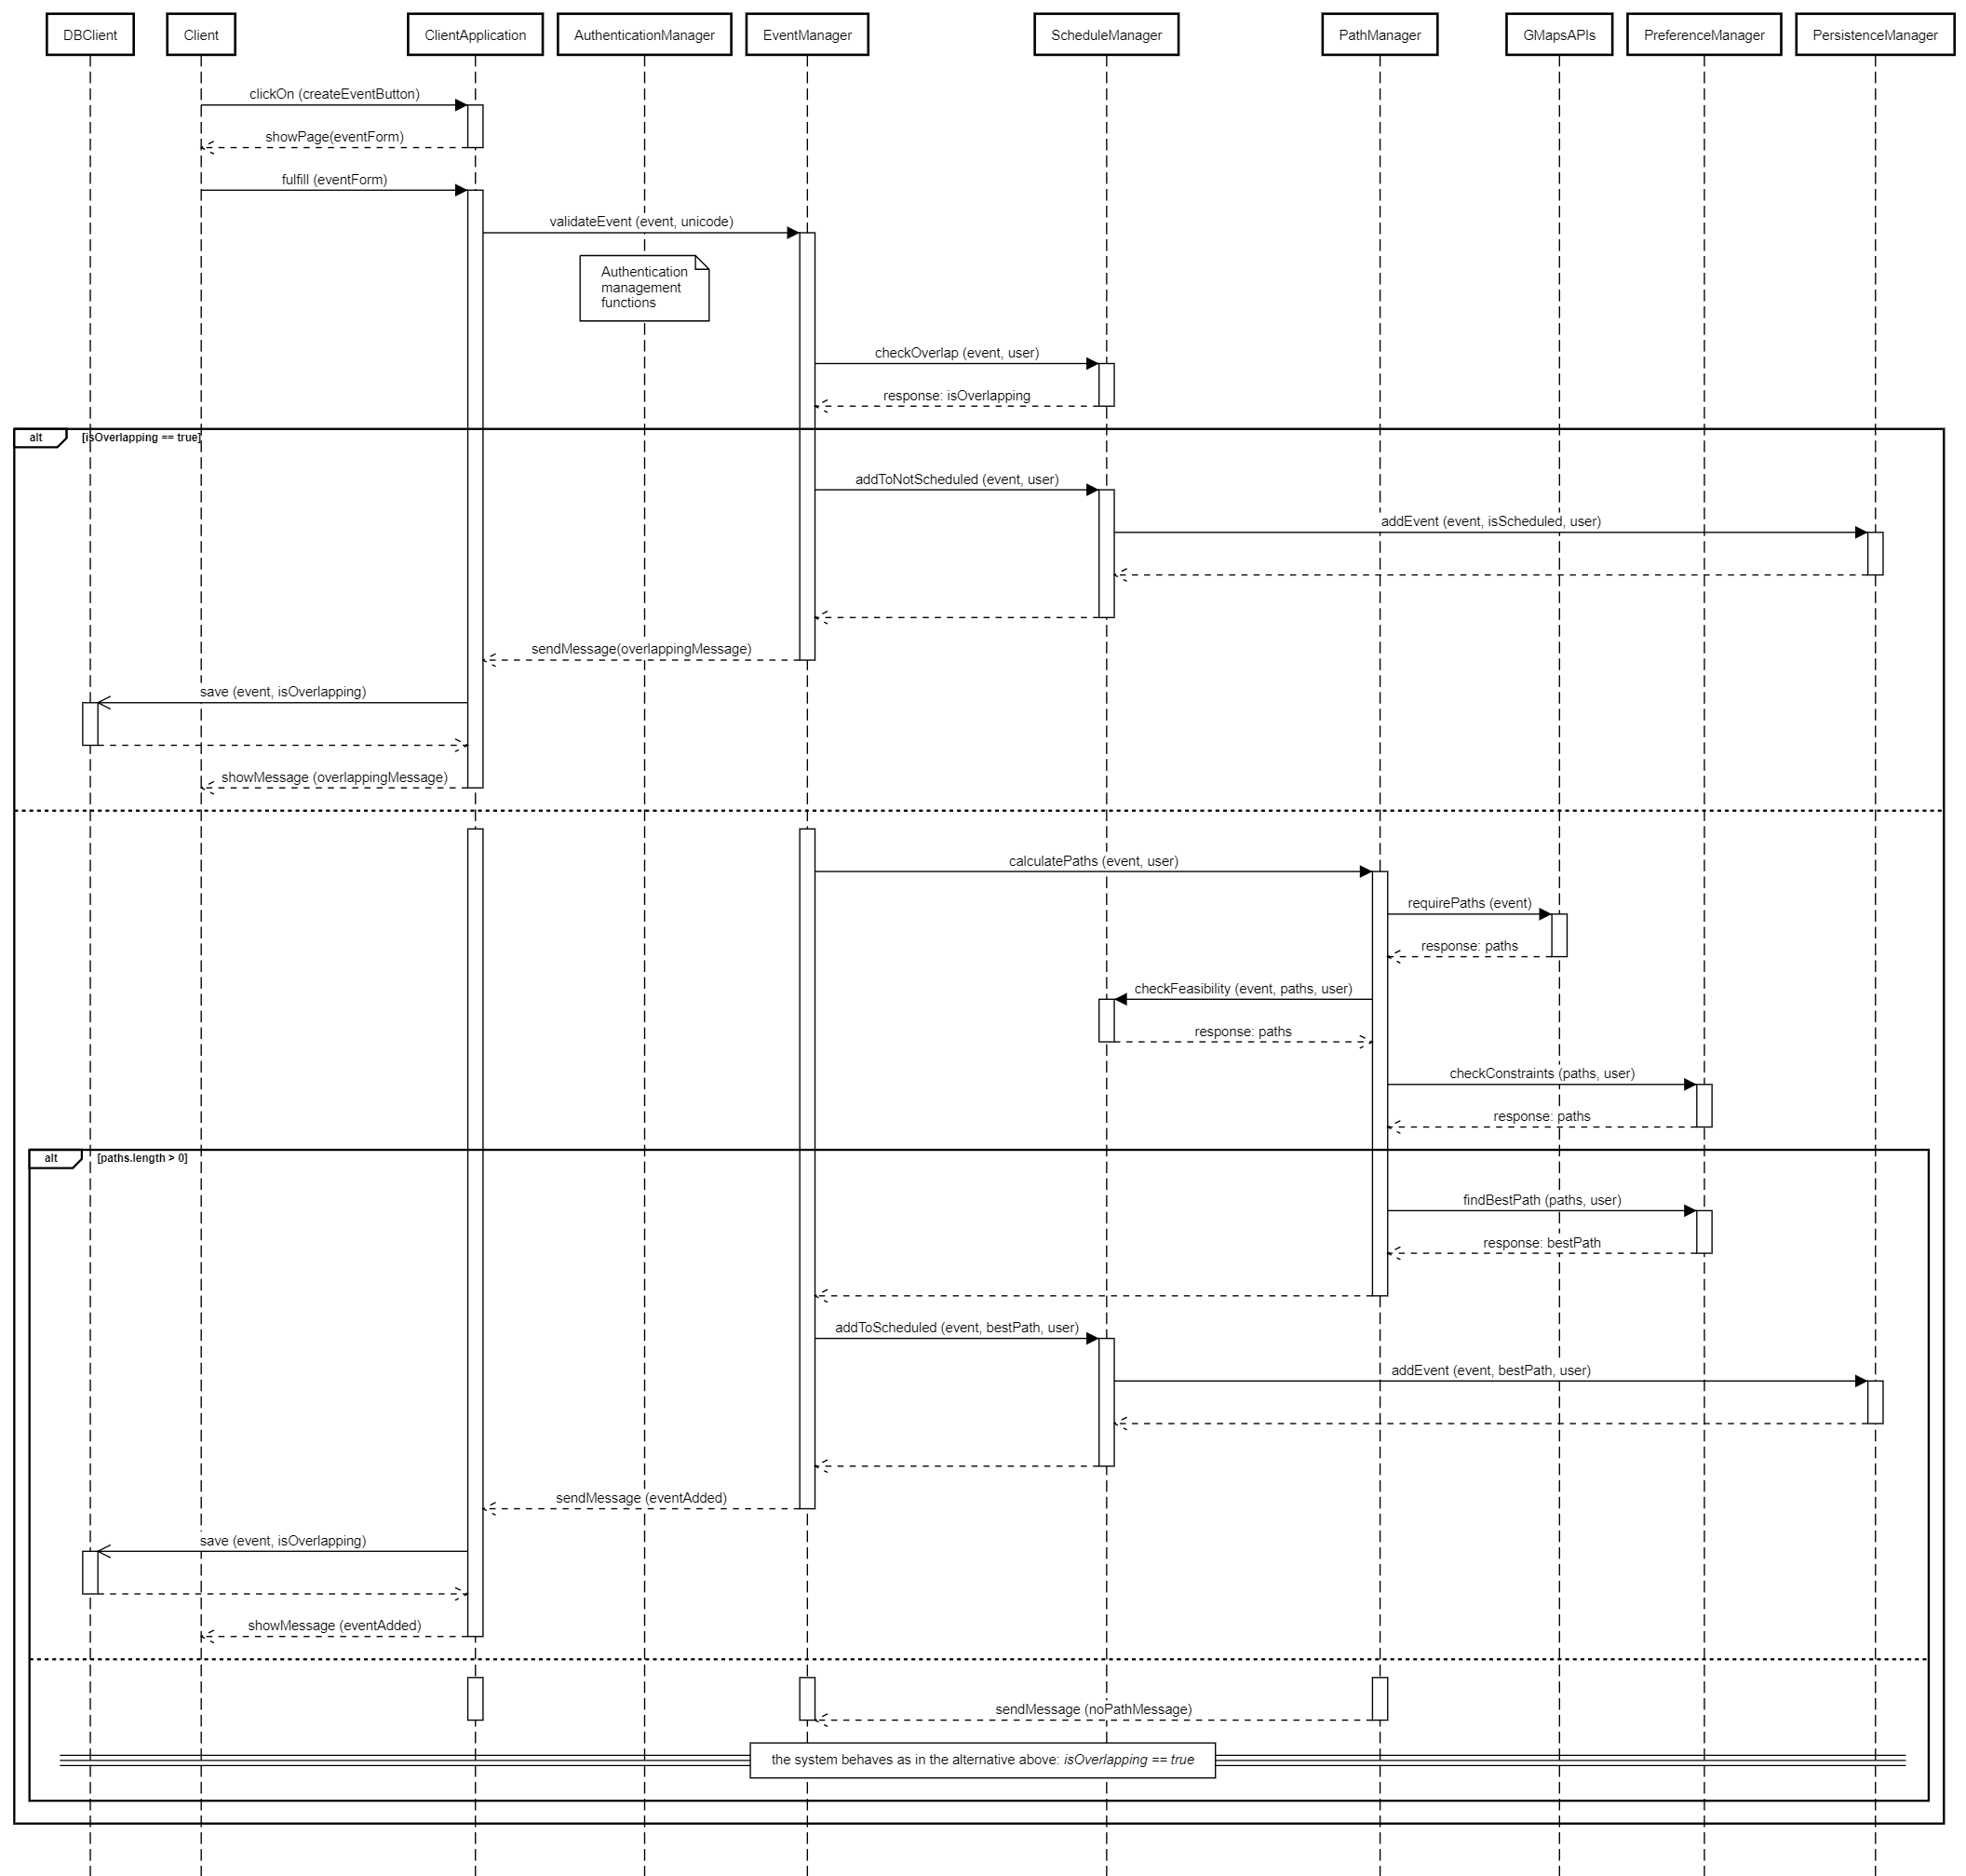 DBClient
Client
ClientApplication
AuthenticationManager
EventManager
ScheduleManager
PathManager
GMapsAPIs
PreferenceManager
PersistenceManager
clickOn (createEventButton)
showPage(eventForm)
fulfill (eventForm)
validateEvent (event, unicode)
Authentication
management
functions
checkOverlap (event, user)
response: isOverlapping
alt
[isOverlapping == true]
addToNotScheduled (event, user)
addEvent (event, isScheduled, user)
sendMessage(overlappingMessage)
save (event, isOverlapping)
showMessage (overlappingMessage)
calculatePaths (event, user)
requirePaths (event)
response: paths
checkFeasibility (event, paths, user)
response: paths
checkConstraints (paths, user)
response: paths
alt
[paths.length > 0]
findBestPath (paths, user)
response: bestPath
addToScheduled (event, bestPath, user)
addEvent (event, bestPath, user)
sendMessage (eventAdded)
save (event, isOverlapping)
showMessage (eventAdded)
sendMessage (noPathMessage)
the system behaves as in the alternative above: isOverlapping == true